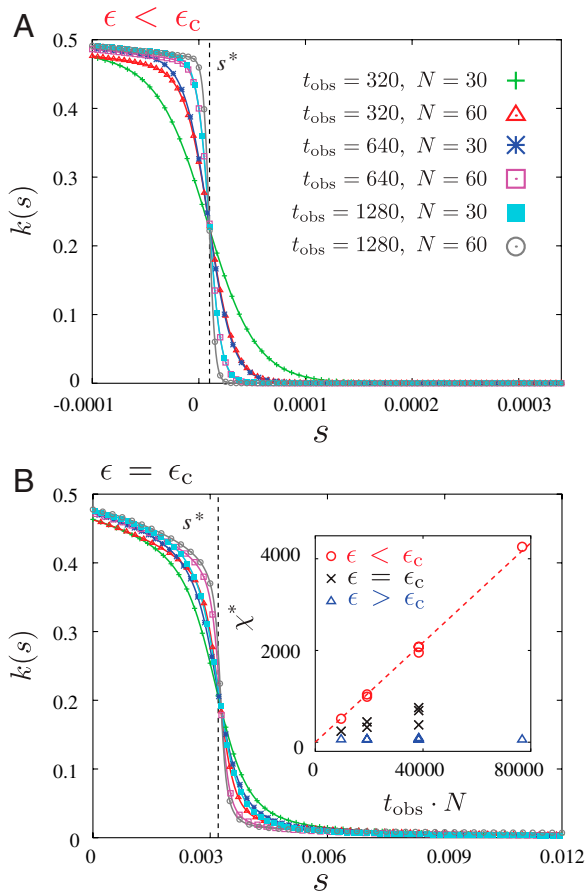 A
ϵ < ϵc
0.5
s*
tobs = 320, N = 30
tobs = 320, N = 60
0.4
tobs = 640, N = 30
tobs = 640, N = 60
0.3
tobs = 1280, N = 30
tobs = 1280, N = 60
k(s)
0.2
0.1
0
-0.0001 0 0.0001 0.0002 0.0003
s
B
ϵ = ϵc
0.5
s*
0.4
k(s)
0.3
0.2
0.1
0
0 0.003 0.006 0.009 0.012
s
χ*
4000
2000
0
ϵ < ϵc
ϵ = ϵc
ϵ > ϵc
0 40000 80000
tobs · N